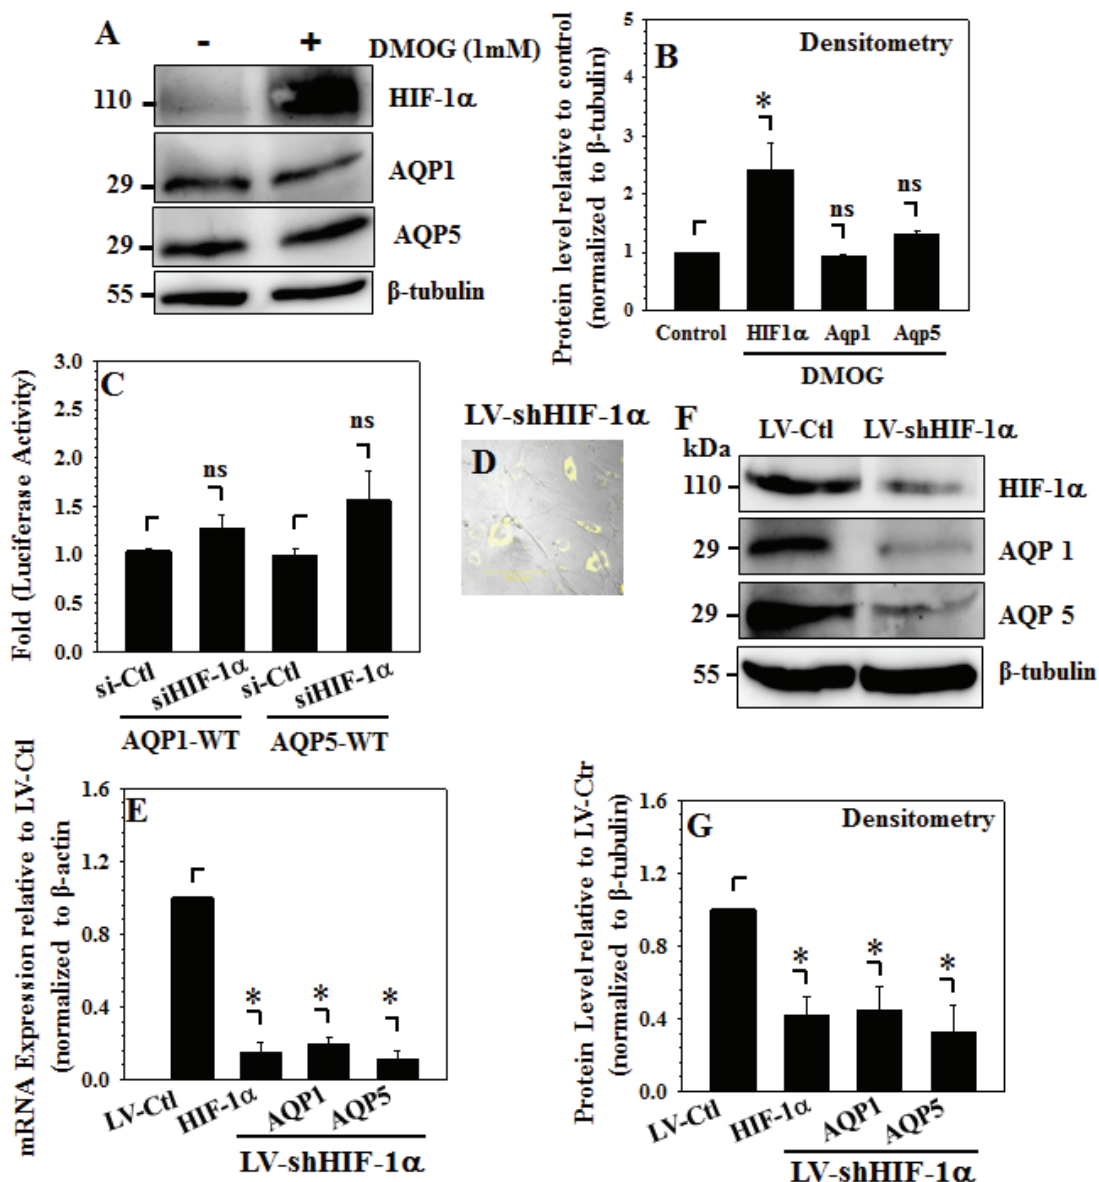 A
-
+
DMOG (1mM)
110
HIF-1α
29
AQP1
29
AQP5
55
β-tubulin
Protein level relative to control
(normalized to β-tubulin)
B
Densitometry
5
4
3
2
1
0
*
ns
ns
Control
HIF1α
Aqp1
Aqp5
DMOG
Fold (Luciferase Activity)
C
3.0
2.5
2.0
1.5
1.0
0.5
0.0
ns
ns
si-Ctl
siHIF-1α
si-Ctl
siHIF-1α
AQP1-WT
AQP5-WT
LV-shHIF-1α
D
F
LV-Ctl
LV-shHIF-1α
kDa
110
HIF-1α
29
AQP 1
29
AQP 5
55
β-tubulin
mRNA Expression relative to LV-Ctl
(normalized to β-actin
E
1.6
1.2
0.8
0.4
0.0
*
*
*
LV-Ctl
HIF-1α
AQP1
AQP5
LV-shHIF-1α
Protein Level relative to LV-Ctr
(normalized to β-tubulin)
G
Densitometry
1.6
1.2
0.8
0.4
0.0
*
*
*
LV-Ctl
HIF-1α
AQP1
AQP5
LV-shHIF-1α